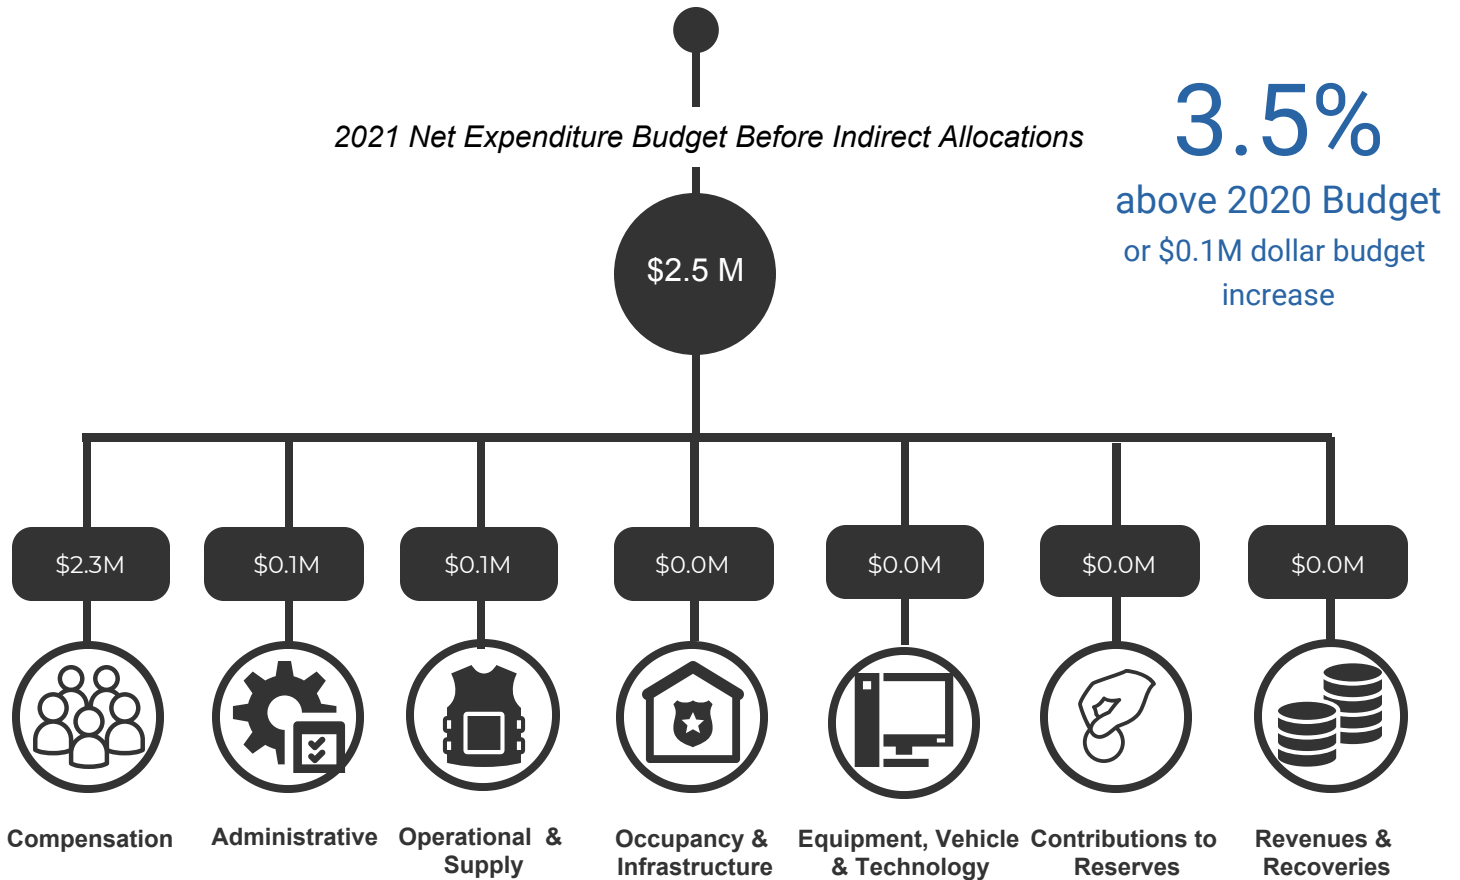 2021 Net Expenditure Budget Before Indirect Allocations
3.5%
above 2020 Budget
or $0.1M dollar budget
increase
$2.5 M
$2.3M
$0.1M
$0.1M
$0.0M
$0.0M
$0.0M
$0.0M
Compensation
Administrative
Operational &
Supply
Occupancy &
Infrastructure
Equipment, Vehicle
& Technology
Contributions to
Reserves
Revenues &
Recoveries